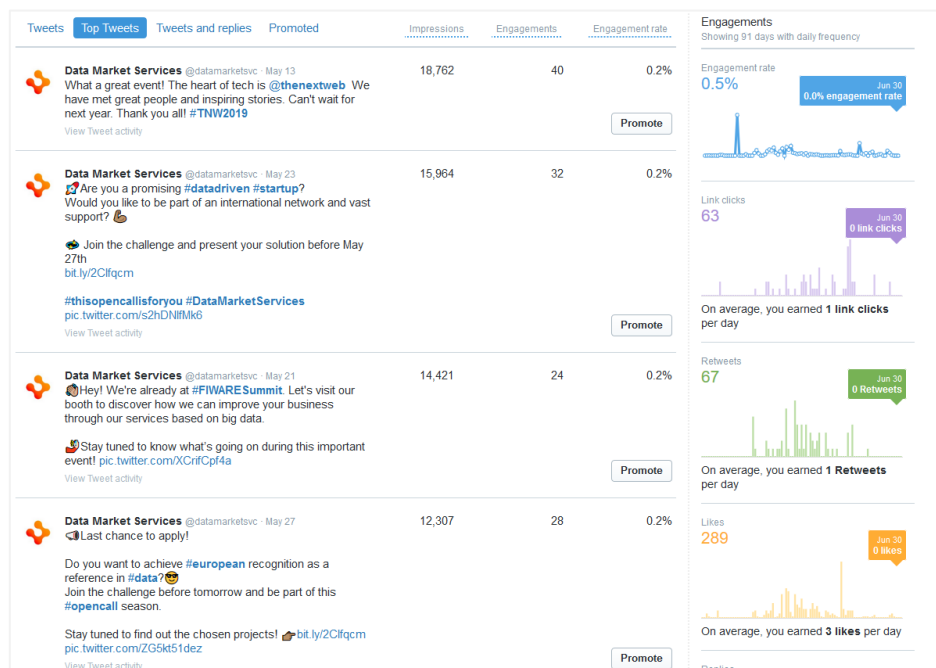 Tweets Top Tweets Tweets and replies Promoted Impressions Engagements Engagement rate
Data Market Services @datamarketsvc · May 13 18,762 40 0.2%
What a great event! The heart of tech is @thenextweb We
have met great people and inspiring stories. Can't wait for
next year. Thank you all! #TNW2019
View Tweet activity
Promote
Data Market Services @datamarketsvc · May 23 15,964 32 0.2%
🚀Are you a promising #datadriven #startup?
Would you like to be part of an international network and vast
support? 💪🏽
Join the challenge and present your solution before May
27th
bit.ly/2Clfqcm
#thisopencallisforyou #DataMarketServices
pic.twitter.com/s2hDNlfMk6
View Tweet activity
Promote
Data Market Services @datamarketsvc · May 21 14,421 24 0.2%
Hey! We're already at #FIWARESummit. Let's visit our
booth to discover how we can improve your business
through our services based on big data.
Stay tuned to know what's going on during this important
event! pic.twitter.com/XCrifCpf4a
View Tweet activity
Promote
Data Market Services @datamarketsvc · May 27 12,307 28 0.2%
📢Last chance to apply!
Do you want to achieve #european recognition as a
reference in #data?😎
Join the challenge before tomorrow and be part of this
#opencall season.
Stay tuned to find out the chosen projects! 👉🏽bit.ly/2Clfqcm
pic.twitter.com/ZG5kt51dez
View Tweet activity
Promote
Engagements
Showing 91 days with daily frequency
Engagement rate
0.5%
Jun 30
0.0% engagement rate
Link clicks
63
Jun 30
0 link clicks
On average, you earned 1 link clicks
per day
Retweets
67
Jun 30
0 Retweets
On average, you earned 1 Retweets
per day
Likes
289
Jun 30
0 likes
On average, you earned 3 likes per day
Replies